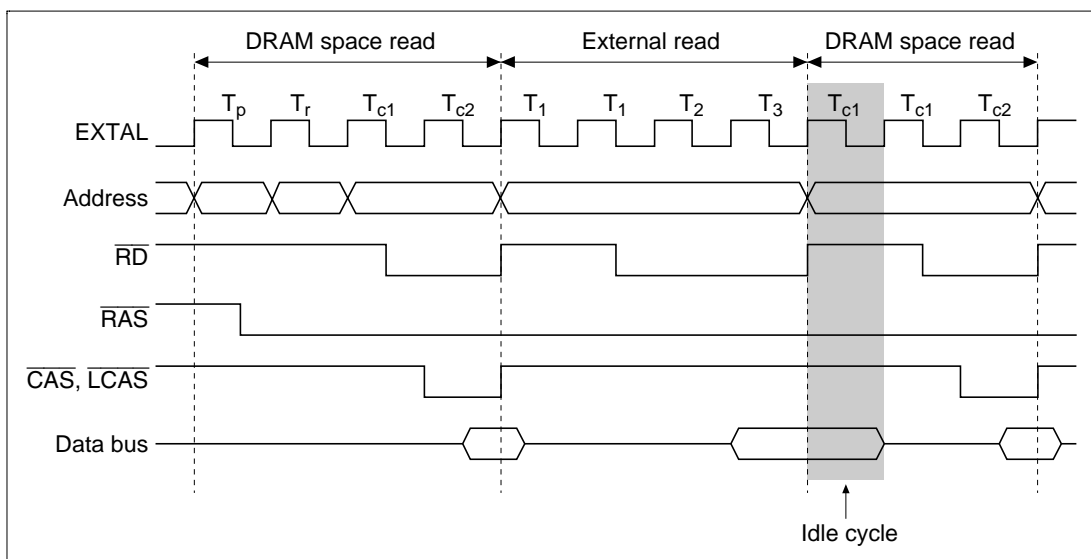 DRAM space read External read DRAM space read
Tp Tr Tc1 Tc2 T1 T1 T2 T3 Tc1 Tc1 Tc2
EXTAL
Address
RD
RAS
CAS, LCAS
Data bus
Idle cycle